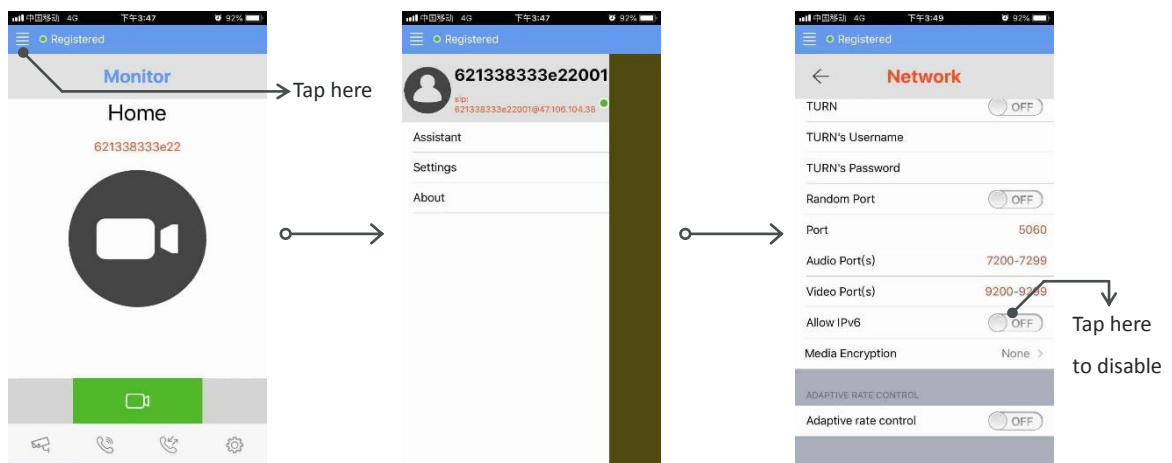 中国移动 4G 下午3:47 92%
Registered
Monitor
Home
621338333e22
Tap here
中国移动 4G 下午3:47 92%
Registered
621338333e22001
sip:
621338333e22001@47.106.104.38
Assistant
Settings
About
中国移动 4G 下午3:49 92%
Registered
Network
TURN OFF
TURN's Username
TURN's Password
Random Port OFF
Port 5060
Audio Port(s) 7200-7299
Video Port(s) 9200-9299
Allow IPv6 OFF
Media Encryption None >
ADAPTIVE RATE CONTROL
Adaptive rate control OFF
Tap here
to disable